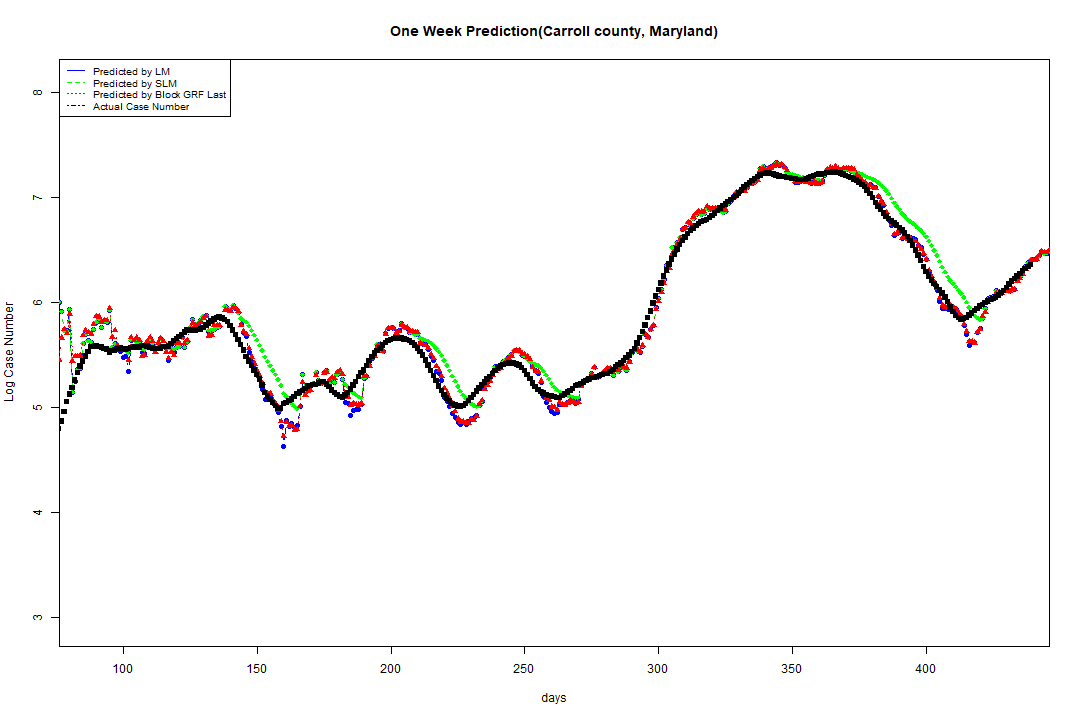 One Week Prediction(Carroll county, Maryland)
Predicted by LM
Predicted by SLM
Predicted by Block GRF Last
Actual Case Number
8
7
6
5
4
3
Log Case Number
100 150 200 250 300 350 400
days